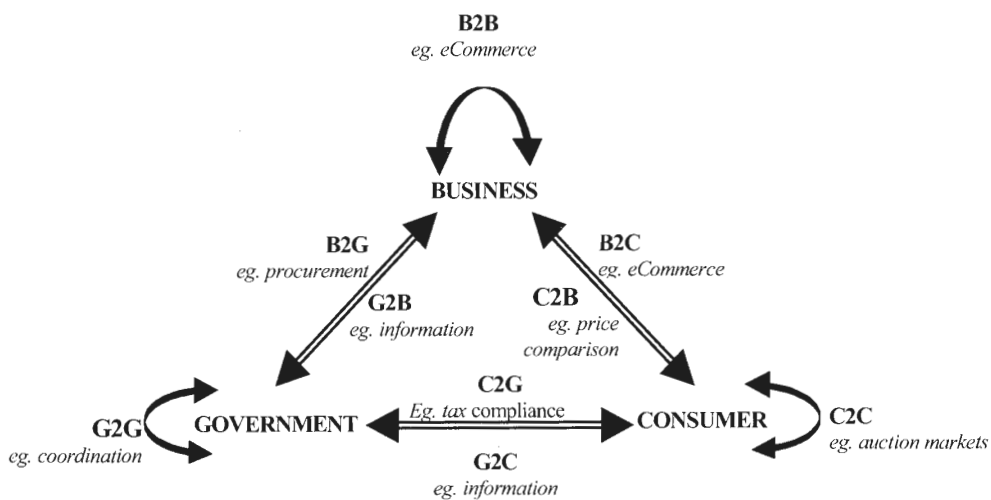 B2B
eg. eCommerce
BUSINESS
B2G
eg. procurement
G2B
eg. information
B2C
eg. eCommerce
C2B
eg. price
comparison
G2G
eg. coordination
GOVERNMENT
C2G
Eg. tax compliance
G2C
eg. information
CONSUMER
C2C
eg. auction markets